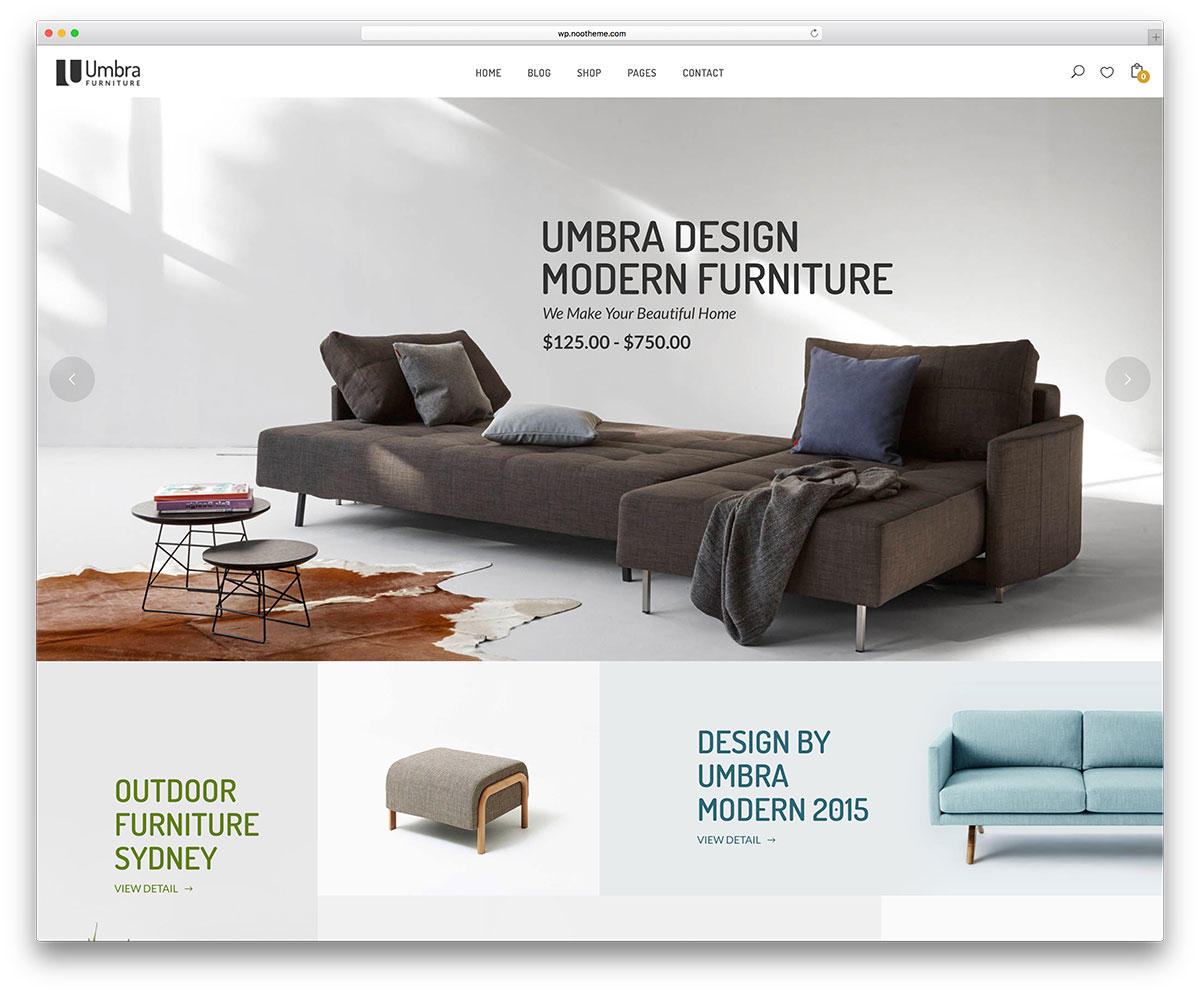 wp.nootheme.com
Umbra
FURNITURE
HOME BLOG SHOP PAGES CONTACT
0
UMBRA DESIGN
MODERN FURNITURE
We Make Your Beautiful Home
$125.00 - $750.00
OUTDOOR
FURNITURE
SYDNEY
VIEW DETAIL →
DESIGN BY
UMBRA
MODERN 2015
VIEW DETAIL →